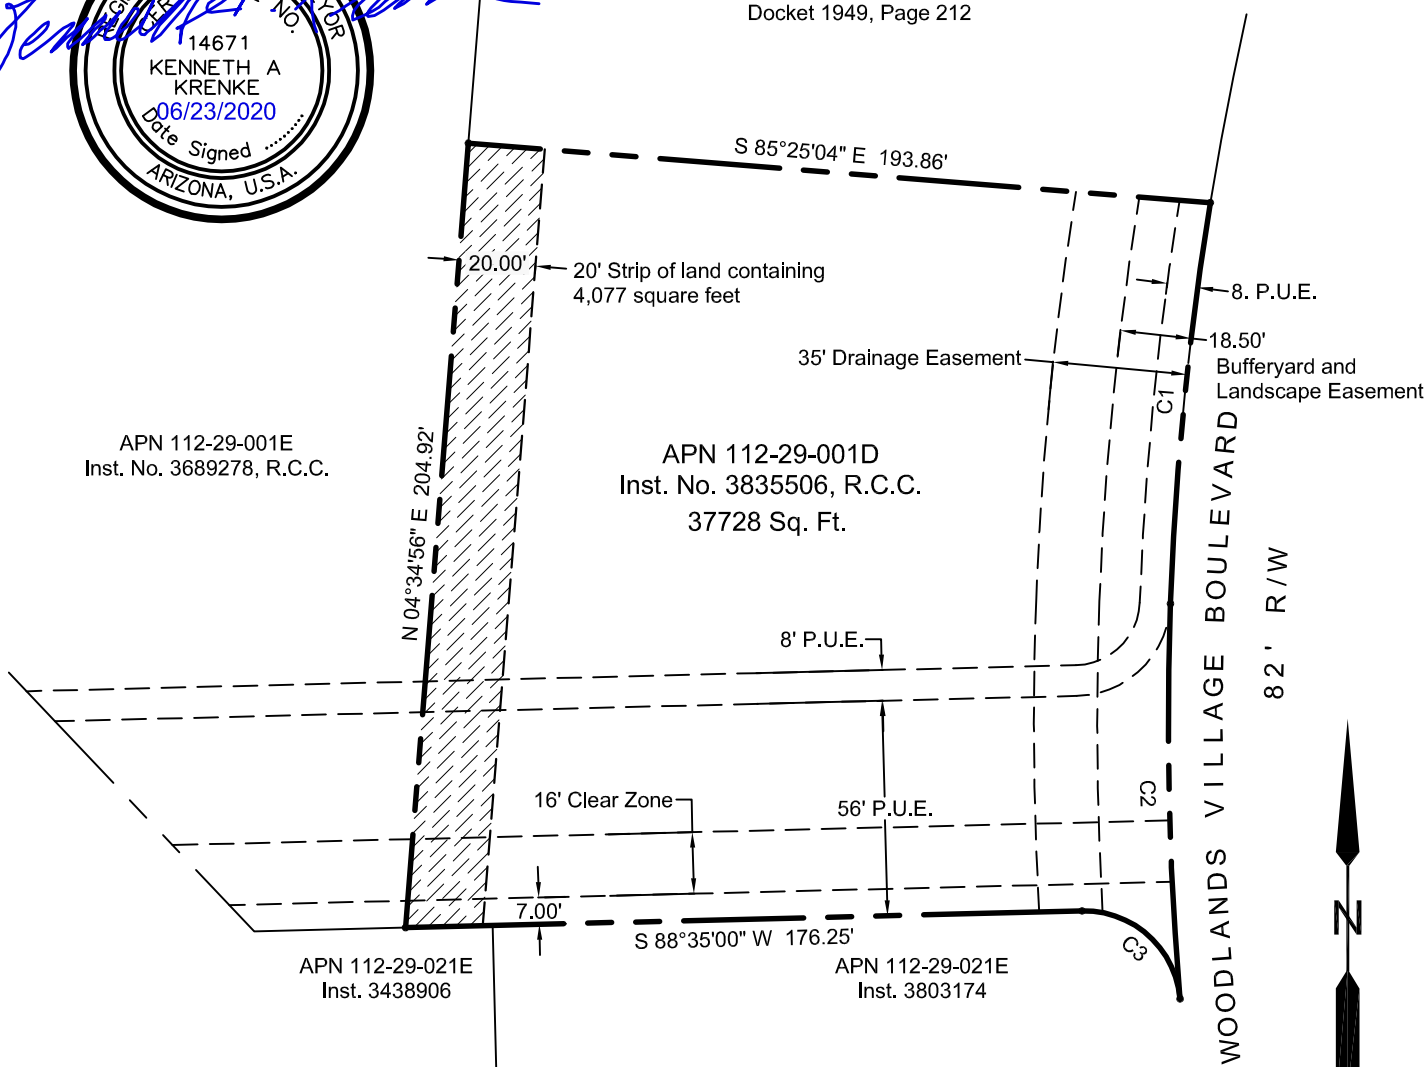 Docket 1949, Page 212
NO.
14671
KENNETH A
KRENKE
06/23/2020
Date Signed
ARIZONA, U.S.A.
S 85°25'04" E 193.86'
20.00'
20' Strip of land containing
4,077 square feet
8. P.U.E.
18.50'
Bufferyard and
Landscape Easement
35' Drainage Easement
C1
APN 112-29-001E
Inst. No. 3689278, R.C.C.
N 04°34'56" E 204.92'
APN 112-29-001D
Inst. No. 3835506, R.C.C.
37728 Sq. Ft.
WOODLANDS VILLAGE BOULEVARD
82' R/W
8' P.U.E.
16' Clear Zone
56' P.U.E.
C2
7.00'
S 88°35'00" W 176.25'
C3
N
APN 112-29-021E
Inst. 3438906
APN 112-29-021E
Inst. 3803174